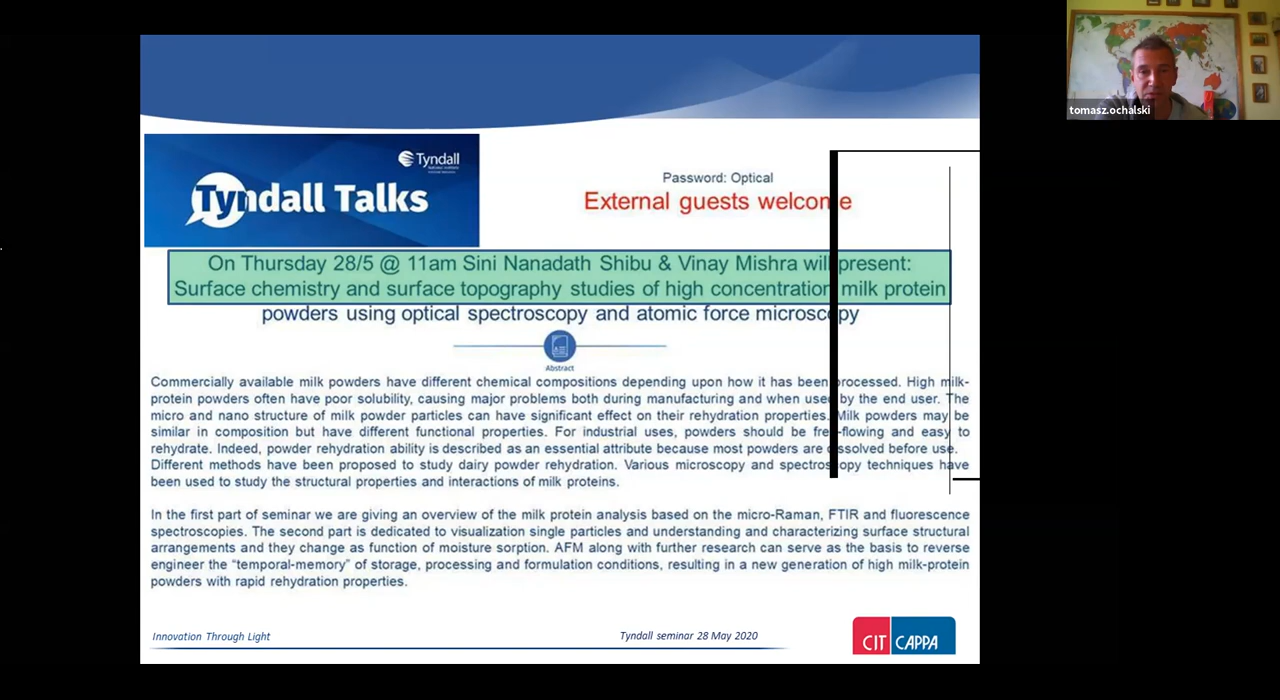 tomasz.ochalski
Tyndall
Tyndall Talks
Password: Optical
External guests welcome
On Thursday 28/5 @ 11am Sini Nanadath Shibu & Vinay Mishra will present:
Surface chemistry and surface topography studies of high concentration milk protein
powders using optical spectroscopy and atomic force microscopy
Abstract
Commercially available milk powders have different chemical compositions depending upon how it has been processed. High milk-
protein powders often have poor solubility, causing major problems both during manufacturing and when used by the end user. The
micro and nano structure of milk powder particles can have significant effect on their rehydration properties. Milk powders may be
similar in composition but have different functional properties. For industrial uses, powders should be free-flowing and easy to
rehydrate. Indeed, powder rehydration ability is described as an essential attribute because most powders are dissolved before use.
Different methods have been proposed to study dairy powder rehydration. Various microscopy and spectroscopy techniques have
been used to study the structural properties and interactions of milk proteins.
In the first part of seminar we are giving an overview of the milk protein analysis based on the micro-Raman, FTIR and fluorescence
spectroscopies. The second part is dedicated to visualization single particles and understanding and characterizing surface structural
arrangements and they change as function of moisture sorption. AFM along with further research can serve as the basis to reverse
engineer the “temporal-memory” of storage, processing and formulation conditions, resulting in a new generation of high milk-protein
powders with rapid rehydration properties.
Innovation Through Light
Tyndall seminar 28 May 2020
CIT CAPPA